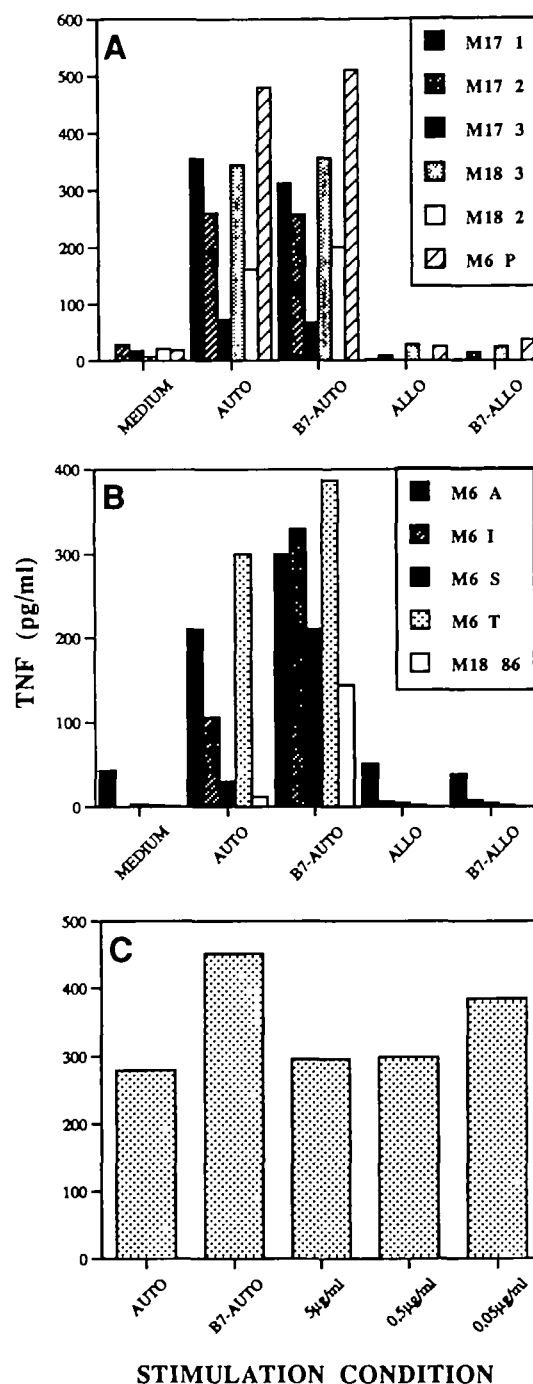 A
600
500
400
300
200
100
0
M17 1
M17 2
M17 3
M18 3
M18 2
M6 P
MEDIUM
AUTO
B7-AUTO
ALLO
B7-ALLO
TNF (pg/ml)
B
400
300
200
100
0
M6 A
M6 I
M6 S
M6 T
M18 86
MEDIUM
AUTO
B7-AUTO
ALLO
B7-ALLO
C
500
400
300
200
100
0
AUTO
B7-AUTO
5µg/ml
0,5µg/ml
0,05µg/ml
STIMULATION CONDITION